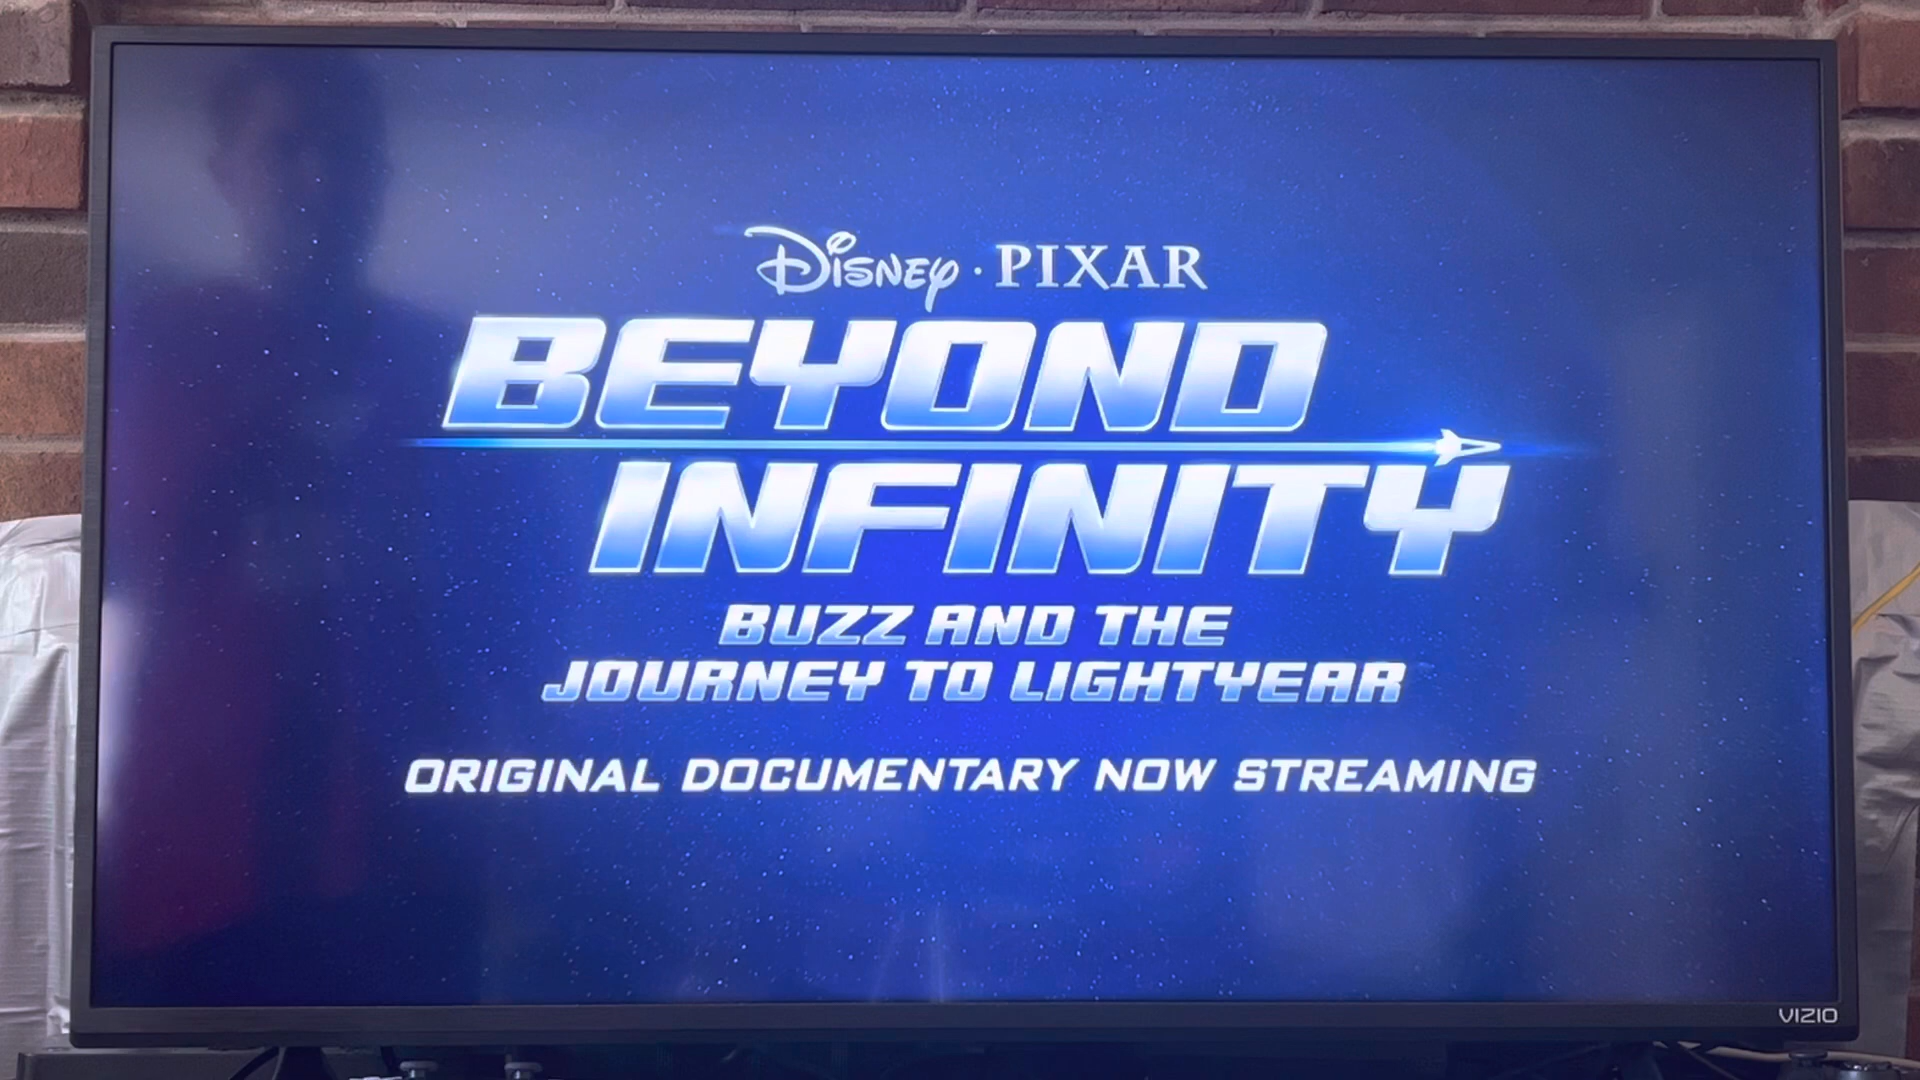 Disney · PIXAR
BEYOND
INFINITY
BUZZ AND THE
JOURNEY TO LIGHTYEAR
ORIGINAL DOCUMENTARY NOW STREAMING
VIZIO